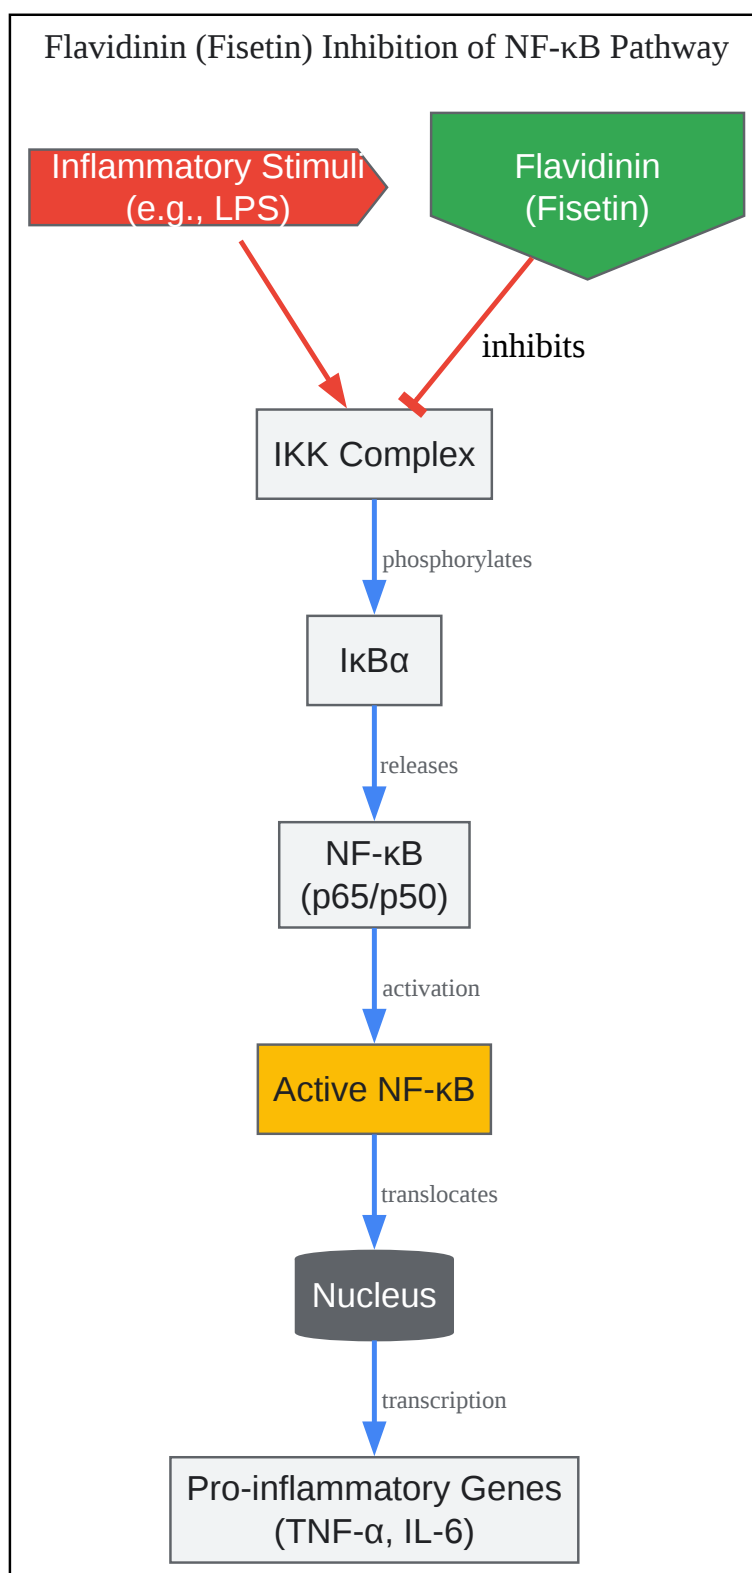 Flavidinin (Fisetin) Inhibition of NF-κB Pathway
Inflammatory Stimuli
(e.g., LPS)
Flavidinin
(Fisetin)
inhibits
IKK Complex
phosphorylates
IκBα
releases
NF-κB
(p65/p50)
activation
Active NF-κB
translocates
Nucleus
transcription
Pro-inflammatory Genes
(TNF-α, IL-6)